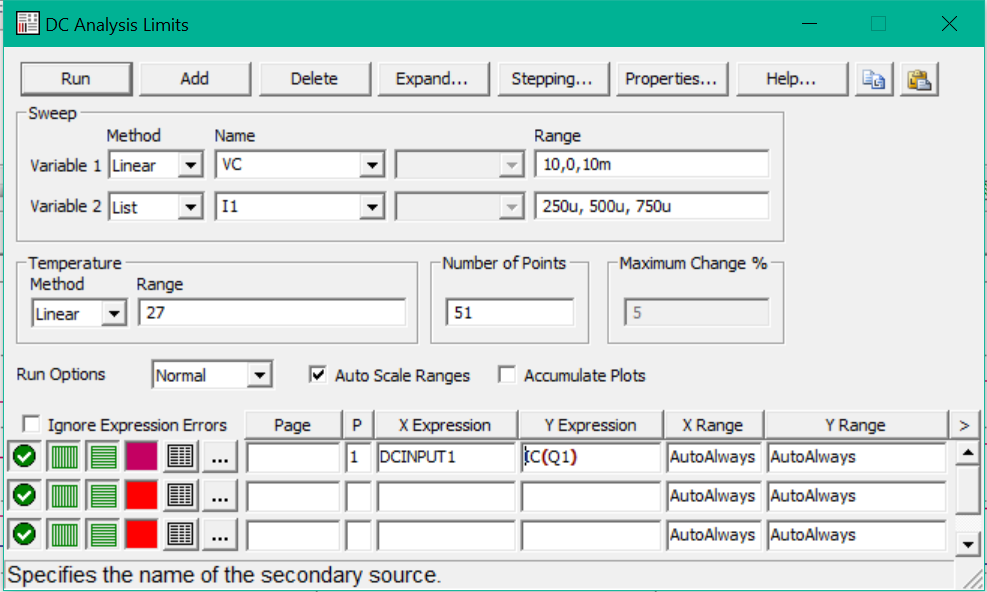 DC Analysis Limits
Run Add Delete Expand... Stepping... Properties... Help...
Sweep
Method Name Range
Variable 1 Linear VC 10,0,10m
Variable 2 List I1 250u, 500u, 750u
Temperature Number of Points Maximum Change %
Method Range
Linear 27 51 5
Run Options Normal Auto Scale Ranges Accumulate Plots
Ignore Expression Errors Page P X Expression Y Expression X Range Y Range >
... 1 DCINPUT1 IC(Q1) AutoAlways AutoAlways
... AutoAlways AutoAlways
... AutoAlways AutoAlways
Specifies the name of the secondary source.